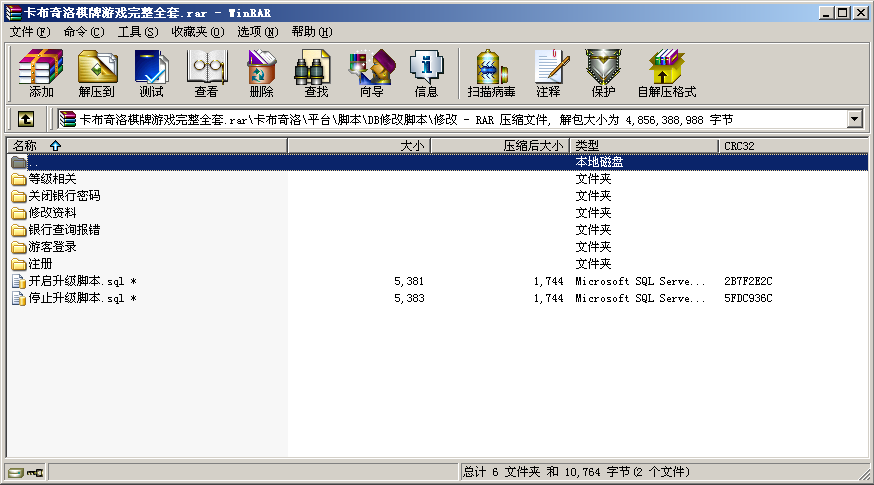 卡布奇洛棋牌游戏完整全套.rar - WinRAR
文件(F) 命令(C) 工具(S) 收藏夹(O) 选项(N) 帮助(H)
添加 解压到 测试 查看 删除 查找 向导 信息 扫描病毒 注释 保护 自解压格式
卡布奇洛棋牌游戏完整全套.rar\卡布奇洛\平台\脚本\DB修改脚本\修改 - RAR 压缩文件, 解包大小为 4,856,388,988 字节
名称 大小 压缩后大小 类型 CRC32
.. 本地磁盘
等级相关 文件夹
关闭银行密码 文件夹
修改资料 文件夹
银行查询报错 文件夹
游客登录 文件夹
注册 文件夹
开启升级脚本.sql * 5,381 1,744 Microsoft SQL Serve... 2B7F2E2C
停止升级脚本.sql * 5,383 1,744 Microsoft SQL Serve... 5FDC936C
总计 6 文件夹 和 10,764 字节(2 个文件)